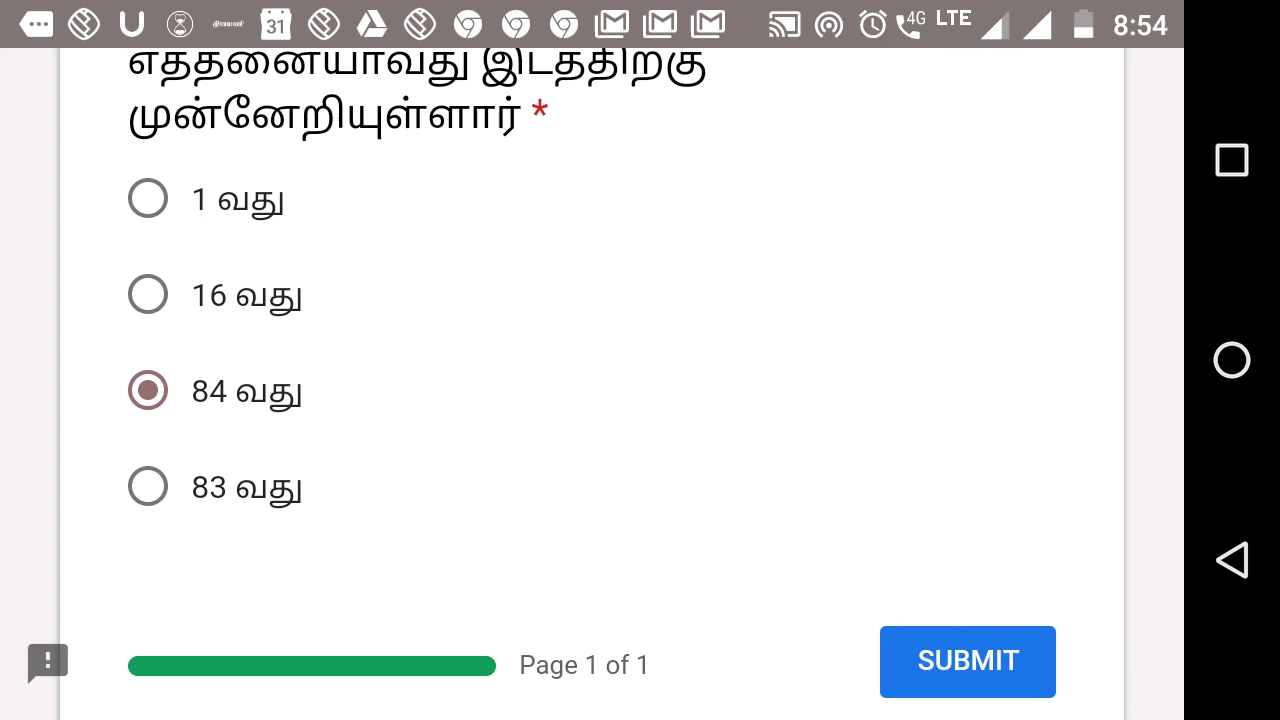 31 4G LTE 8:54
எத்தனையாவது இடத்திற்கு
முன்னேறியுள்ளார் *
1 வது
16 வது
84 வது
83 வது
Page 1 of 1
SUBMIT